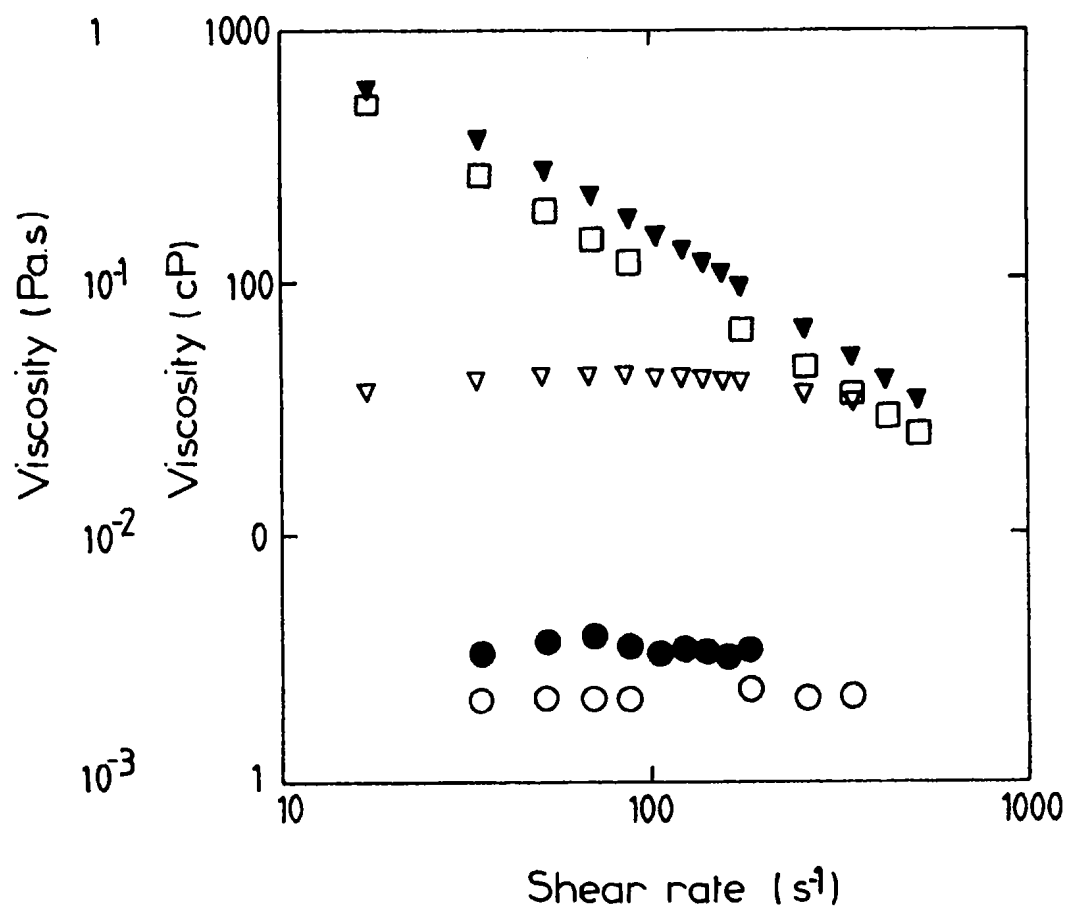 1 1000
Viscosity (Pa.s)
Viscosity (cP)
10⁻¹ 100
10⁻² 0
10⁻³ 1
10 100 1000
Shear rate (s⁻¹)